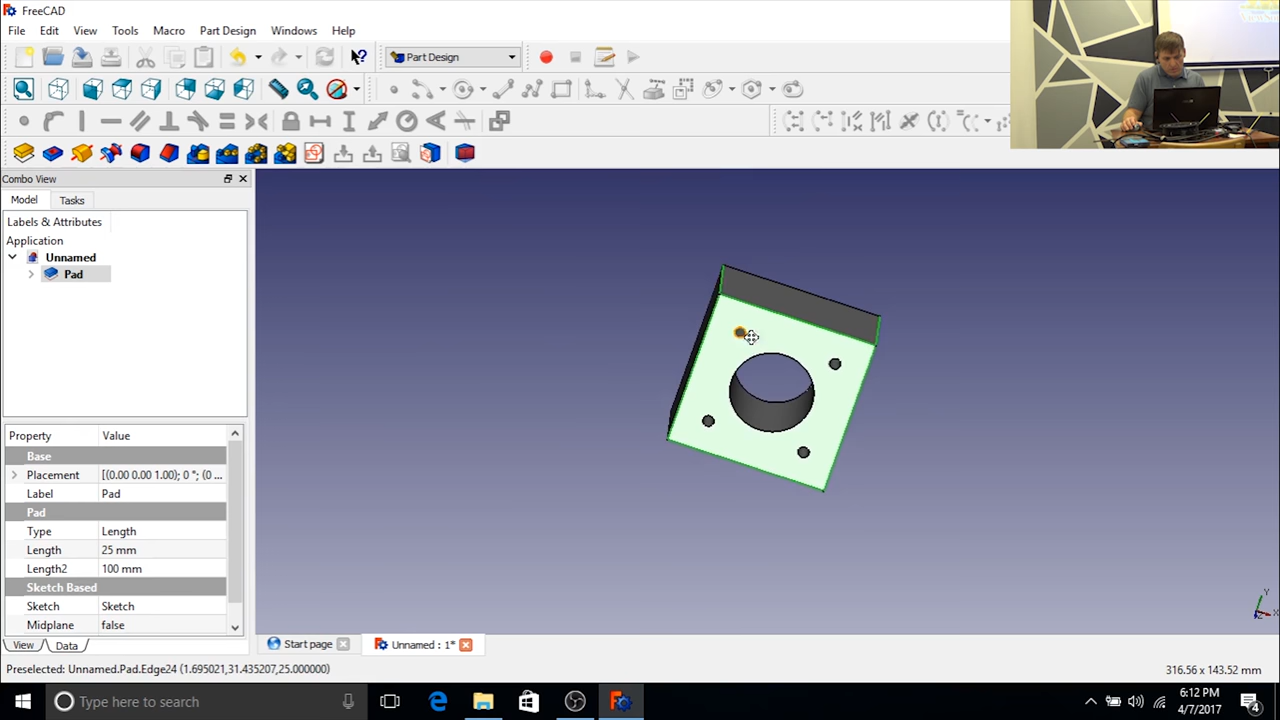 FreeCAD
File Edit View Tools Macro Part Design Windows Help
Part Design
Combo View
Model Tasks
Labels & Attributes
Application
Unnamed
Pad
Property Value
Base
Placement [(0.00 0.00 1.00); 0 °; (0 ...
Label Pad
Pad
Type Length
Length 25 mm
Length2 100 mm
Sketch Based
Sketch Sketch
Midplane false
View Data
Start page Unnamed : 1*
Y
X
Preselected: Unnamed.Pad.Edge24 (1.695021,31.435207,25.000000) 316.56 x 143.52 mm
Type here to search
6:12 PM
4/7/2017
4